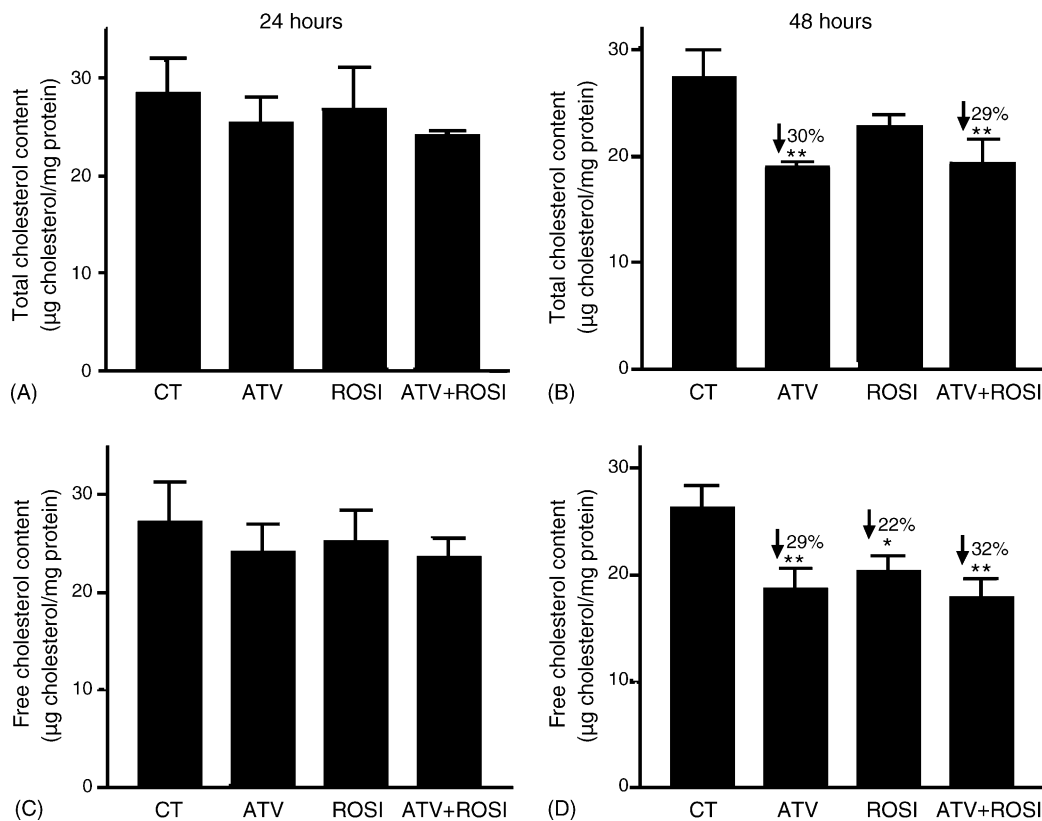 24 hours
Total cholesterol content
(µg cholesterol/mg protein)
30
20
10
0
(A)
CT ATV ROSI ATV+ROSI
48 hours
Total cholesterol content
(µg cholesterol/mg protein)
30
20
10
0
30%
**
29%
**
(B)
CT ATV ROSI ATV+ROSI
Free cholesterol content
(µg cholesterol/mg protein)
30
20
10
0
(C)
CT ATV ROSI ATV+ROSI
Free cholesterol content
(µg cholesterol/mg protein)
30
20
10
0
29%
**
22%
*
32%
**
(D)
CT ATV ROSI ATV+ROSI